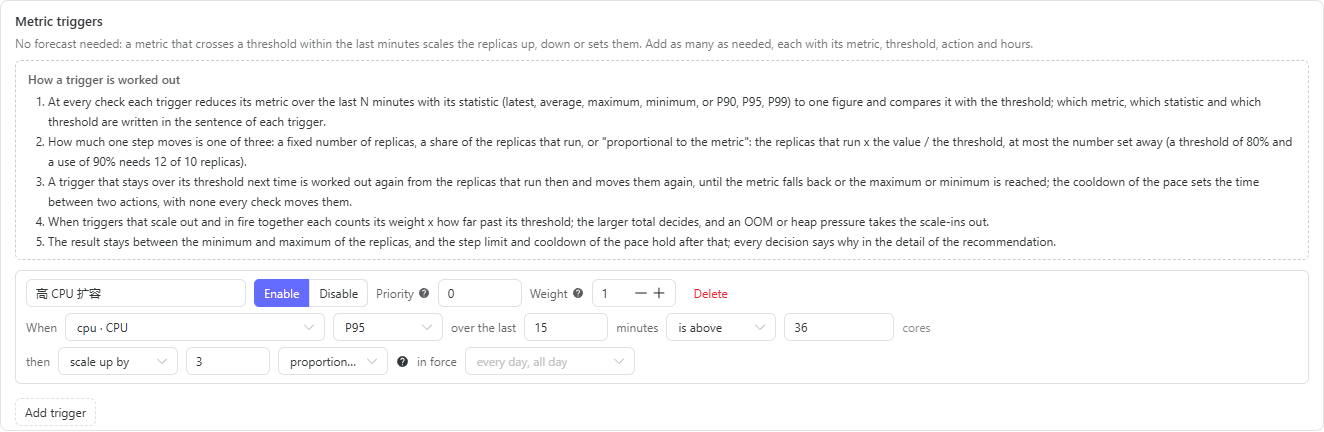 Metric triggers
No forecast needed: a metric that crosses a threshold within the last minutes scales the replicas up, down or sets them. Add as many as needed, each with its metric, threshold, action and hours.
How a trigger is worked out
1. At every check each trigger reduces its metric over the last N minutes with its statistic (latest, average, maximum, minimum, or P90, P95, P99) to one figure and compares it with the threshold; which metric, which statistic and which
threshold are written in the sentence of each trigger.
2. How much one step moves is one of three: a fixed number of replicas, a share of the replicas that run, or "proportional to the metric": the replicas that run x the value / the threshold, at most the number set away (a threshold of 80% and
a use of 90% needs 12 of 10 replicas).
3. A trigger that stays over its threshold next time is worked out again from the replicas that run then and moves them again, until the metric falls back or the maximum or minimum is reached; the cooldown of the pace sets the time
between two actions, with none every check moves them.
4. When triggers that scale out and in fire together each counts its weight x how far past its threshold; the larger total decides, and an OOM or heap pressure takes the scale-ins out.
5. The result stays between the minimum and maximum of the replicas, and the step limit and cooldown of the pace hold after that; every decision says why in the detail of the recommendation.
高 CPU 扩容 Enable Disable Priority 0 Weight 1 Delete
When cpu · CPU P95 over the last 15 minutes is above 36 cores
then scale up by 3 proportion... in force every day, all day
Add trigger